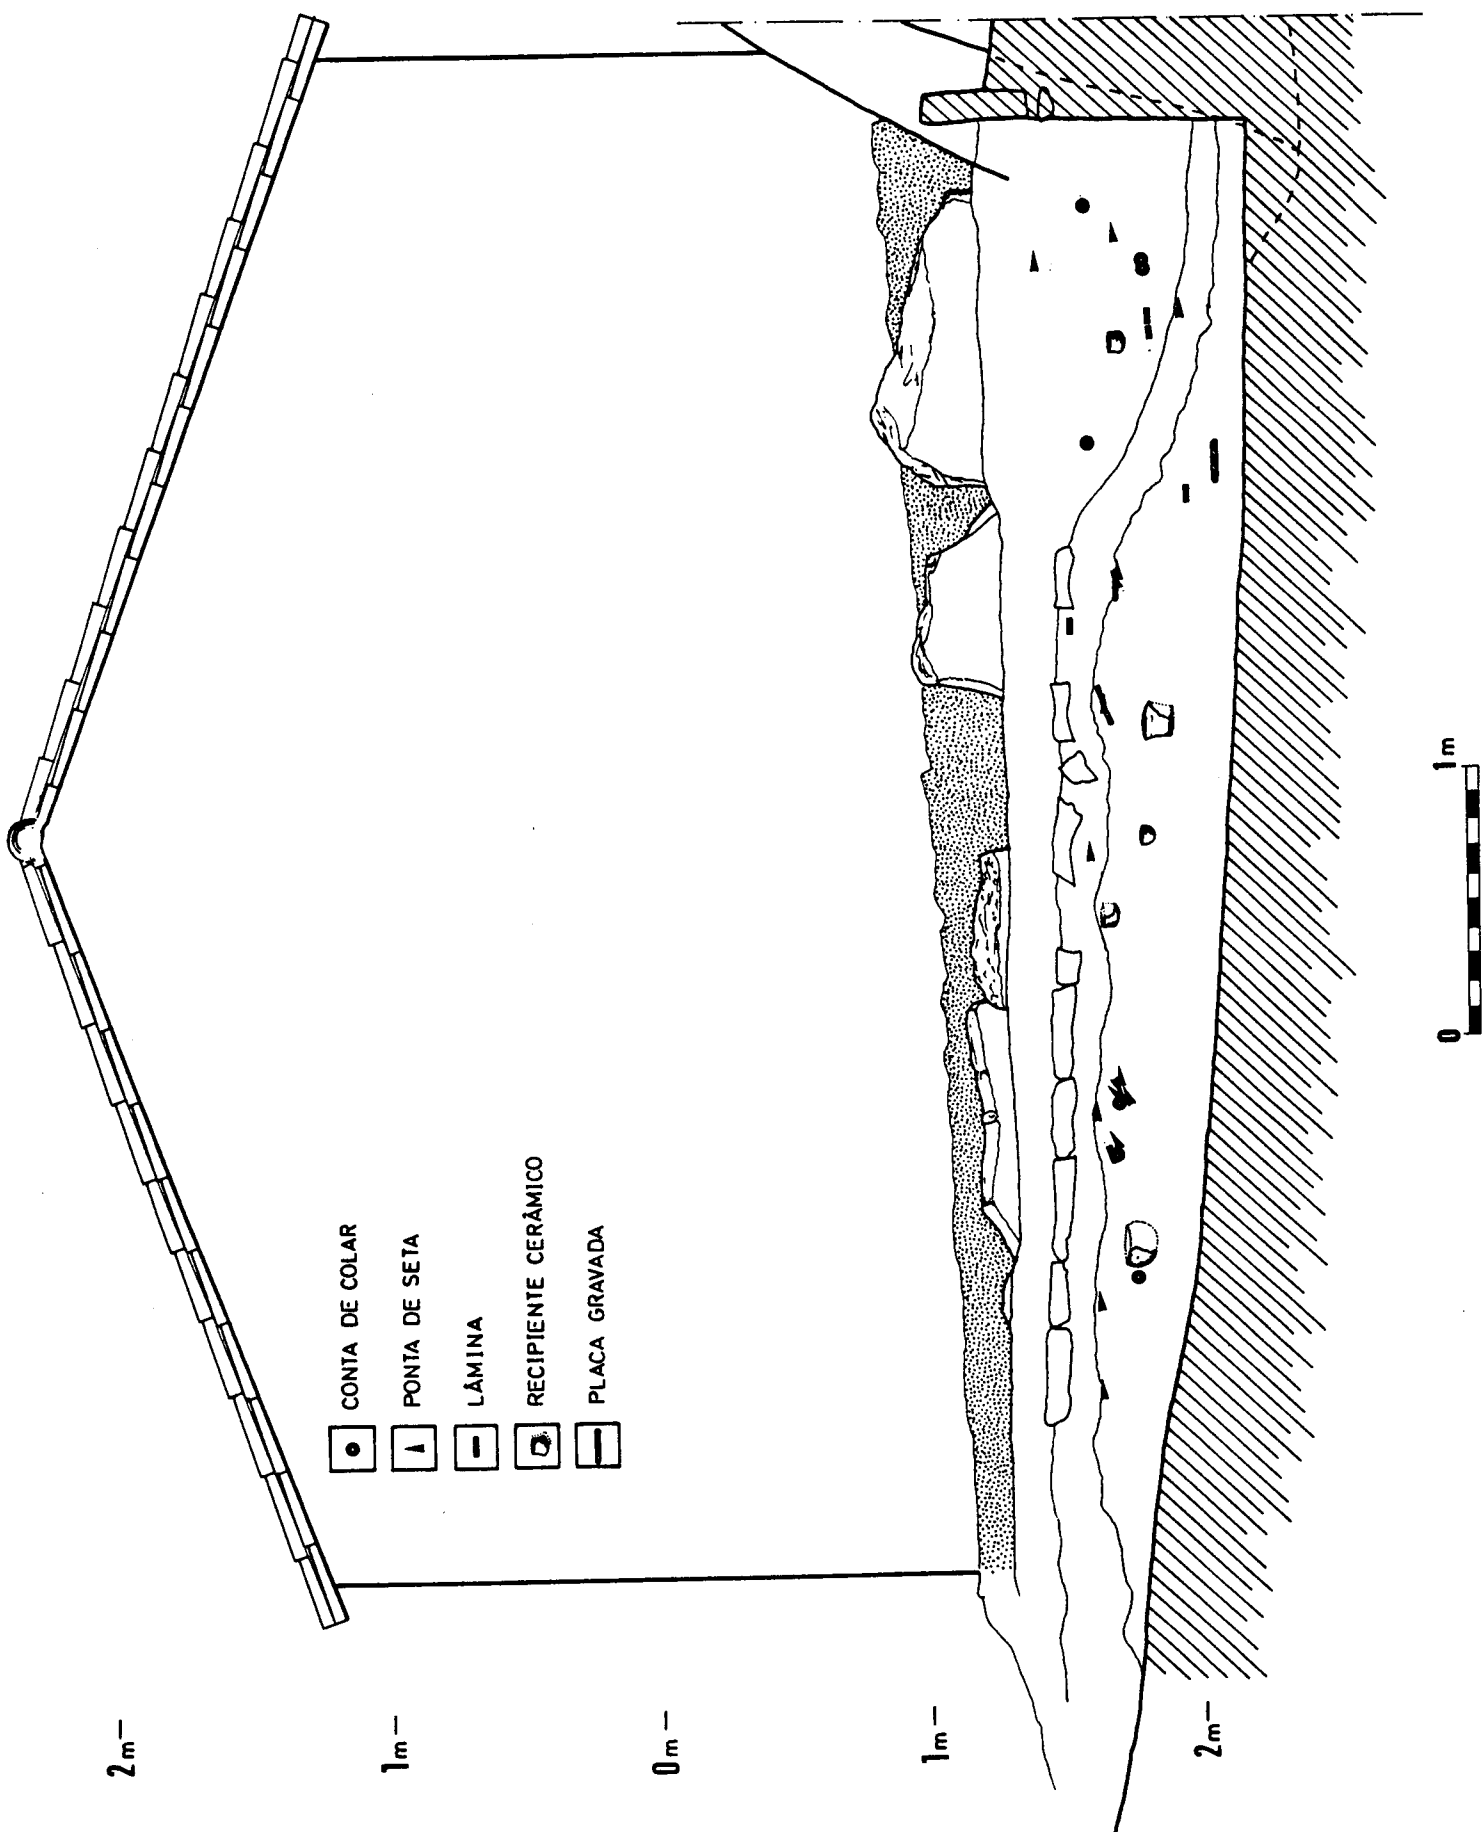 2m
1m
0m
1m
2m
CONTA DE COLAR
PONTA DE SETA
LÂMINA
RECIPIENTE CERÂMICO
PLACA GRAVADA
0
1m